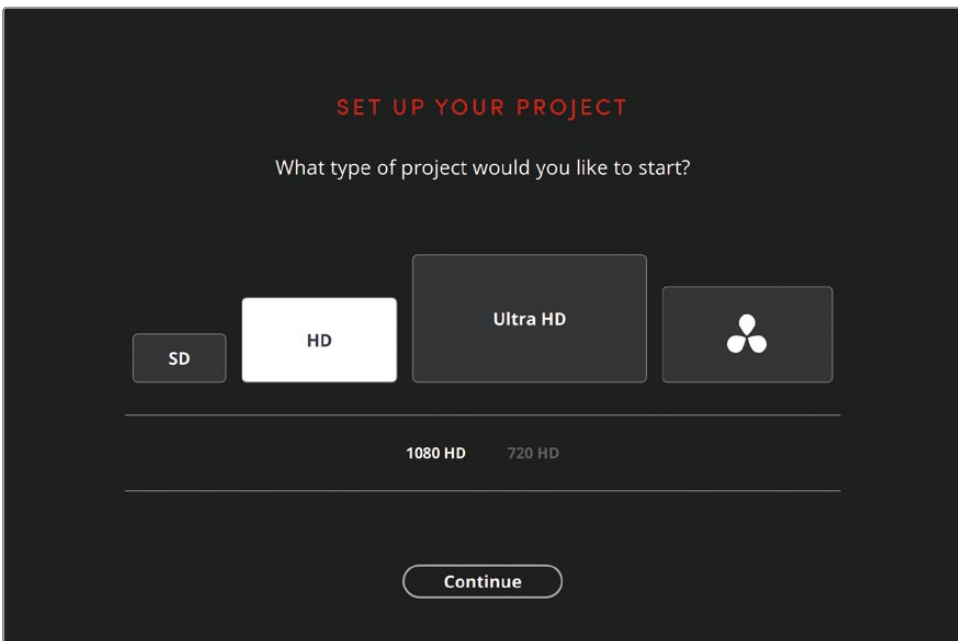 SET UP YOUR PROJECT
What type of project would you like to start?
SD
HD
Ultra HD
1080 HD
720 HD
Continue